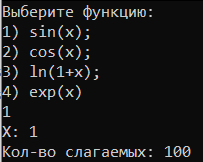 Выберите функцию:
1) sin(x);
2) cos(x);
3) ln(1+x);
4) exp(x)
1
X: 1
Кол-во слагаемых: 100